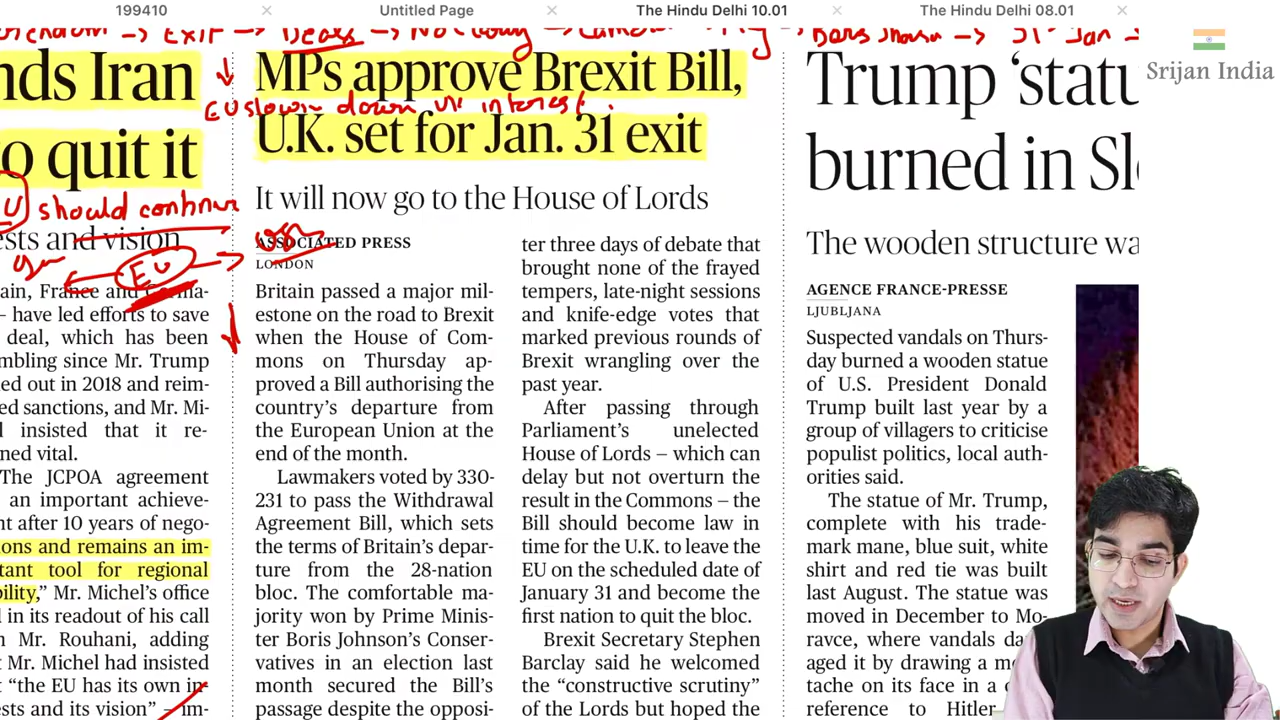 199410 × Untitled Page × The Hindu Delhi 10.01 × The Hindu Delhi 08.01 ×
→ EXIT → → → → → 31st Jan
Srijan India
nds Iran
o quit it
should continue
ests and vision
EU
ain, France and Germa-
– have led efforts to save
deal, which has been
mbling since Mr. Trump
ed out in 2018 and reim-
ed sanctions, and Mr. Mi-
l insisted that it re-
ned vital.
The JCPOA agreement
an important achieve-
nt after 10 years of nego-
ions and remains an im-
tant tool for regional
bility,” Mr. Michel’s office
l in its readout of his call
Mr. Rouhani, adding
t Mr. Michel had insisted
t “the EU has its own in-
ests and its vision” – im-
MPs approve Brexit Bill,
EU slows down UK interest.
U.K. set for Jan. 31 exit
It will now go to the House of Lords
ASSOCIATED PRESS
LONDON
Britain passed a major mil-
estone on the road to Brexit
when the House of Com-
mons on Thursday ap-
proved a Bill authorising the
country’s departure from
the European Union at the
end of the month.
Lawmakers voted by 330-
231 to pass the Withdrawal
Agreement Bill, which sets
the terms of Britain’s depar-
ture from the 28-nation
bloc. The comfortable ma-
jority won by Prime Minis-
ter Boris Johnson’s Conser-
vatives in an election last
month secured the Bill’s
passage despite the opposi-
ter three days of debate that
brought none of the frayed
tempers, late-night sessions
and knife-edge votes that
marked previous rounds of
Brexit wrangling over the
past year.
After passing through
Parliament’s unelected
House of Lords – which can
delay but not overturn the
result in the Commons – the
Bill should become law in
time for the U.K. to leave the
EU on the scheduled date of
January 31 and become the
first nation to quit the bloc.
Brexit Secretary Stephen
Barclay said he welcomed
the “constructive scrutiny”
of the Lords but hoped the
Trump ‘statu
burned in Sl
The wooden structure wa
AGENCE FRANCE-PRESSE
LJUBLJANA
Suspected vandals on Thurs-
day burned a wooden statue
of U.S. President Donald
Trump built last year by a
group of villagers to criticise
populist politics, local auth-
orities said.
The statue of Mr. Trump,
complete with his trade-
mark mane, blue suit, white
shirt and red tie was built
last August. The statue was
moved in December to Mo-
ravce, where vandals da
aged it by drawing a m
tache on its face in a
reference to Hitler